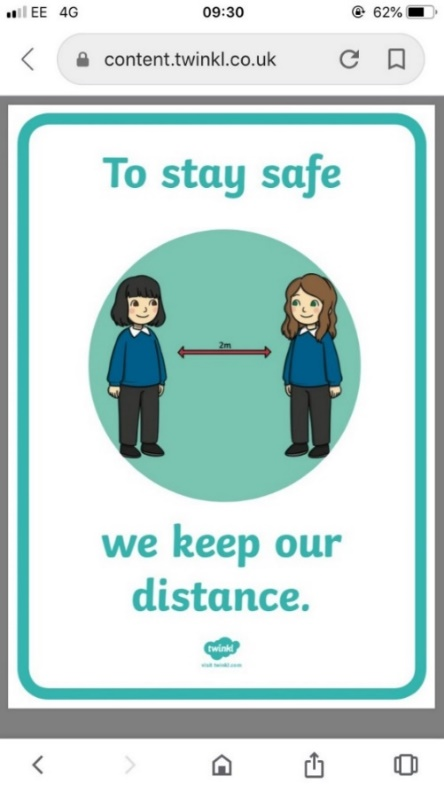 EE 4G 09:30 62%
content.twinkl.co.uk
To stay safe
2m
we keep our
distance.
twinkl
visit twinkl.com